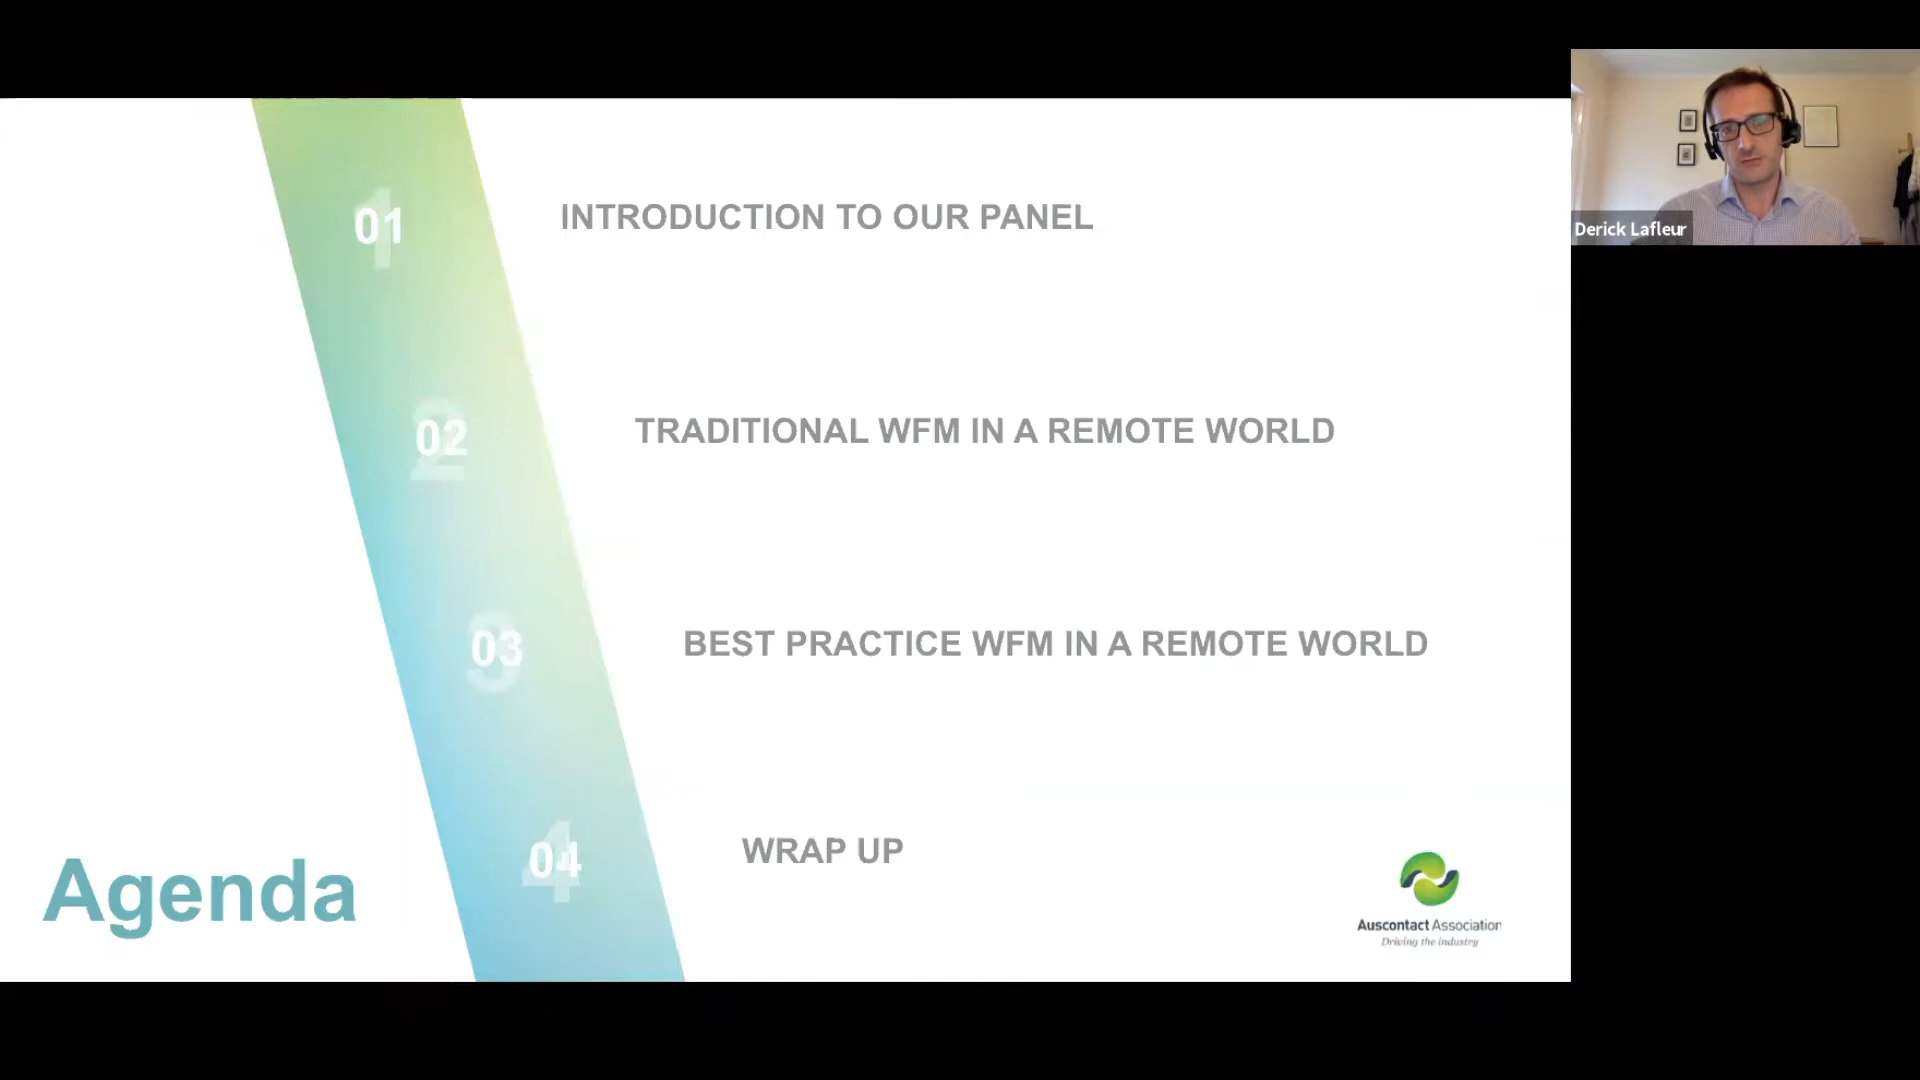 01
INTRODUCTION TO OUR PANEL
02
TRADITIONAL WFM IN A REMOTE WORLD
03
BEST PRACTICE WFM IN A REMOTE WORLD
04
WRAP UP
Agenda
Auscontact Association
Driving the industry
Derick Lafleur